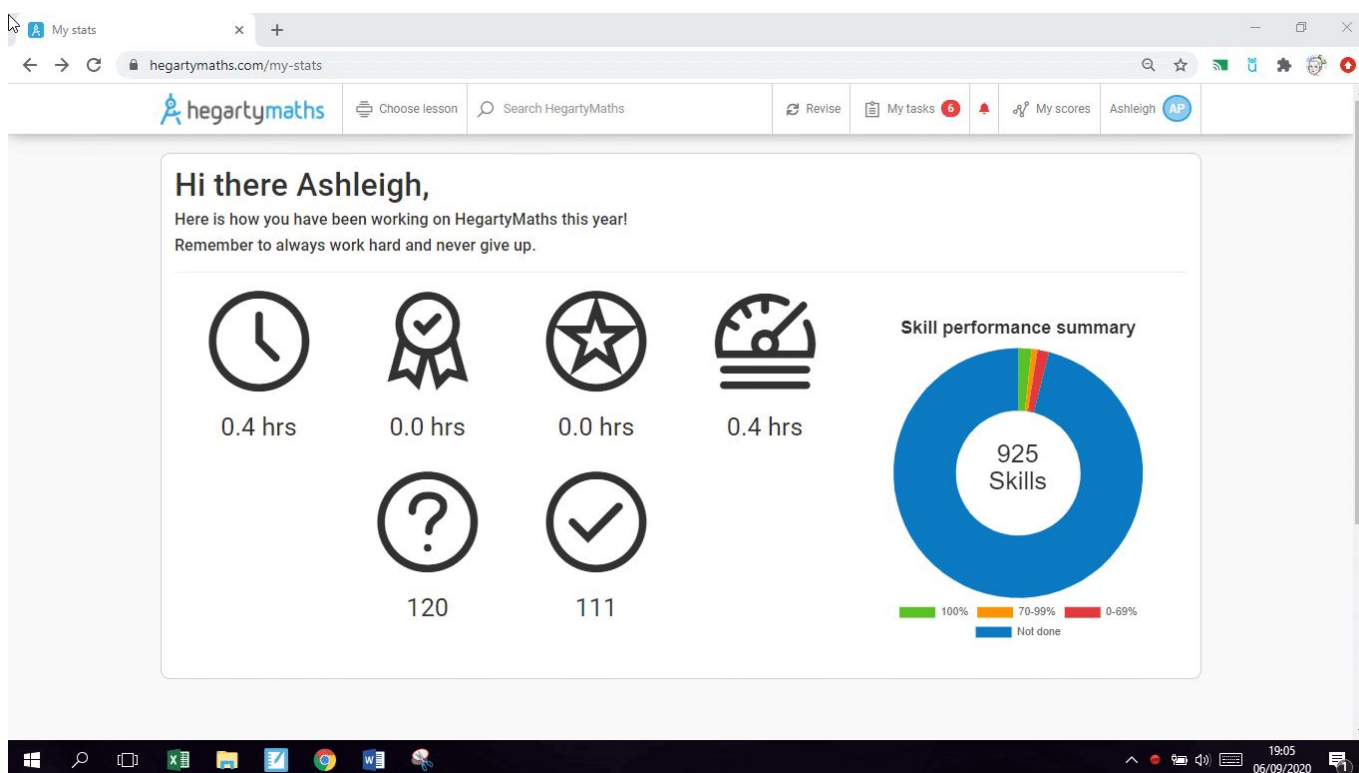 My stats
hegartymaths.com/my-stats
hegartymaths Choose lesson Search HegartyMaths Revise My tasks 6 My scores Ashleigh AP
Hi there Ashleigh,
Here is how you have been working on HegartyMaths this year!
Remember to always work hard and never give up.
0.4 hrs 0.0 hrs 0.0 hrs 0.4 hrs
120 111
Skill performance summary
925
Skills
100% 70-99% 0-69%
Not done
19:05
06/09/2020
1